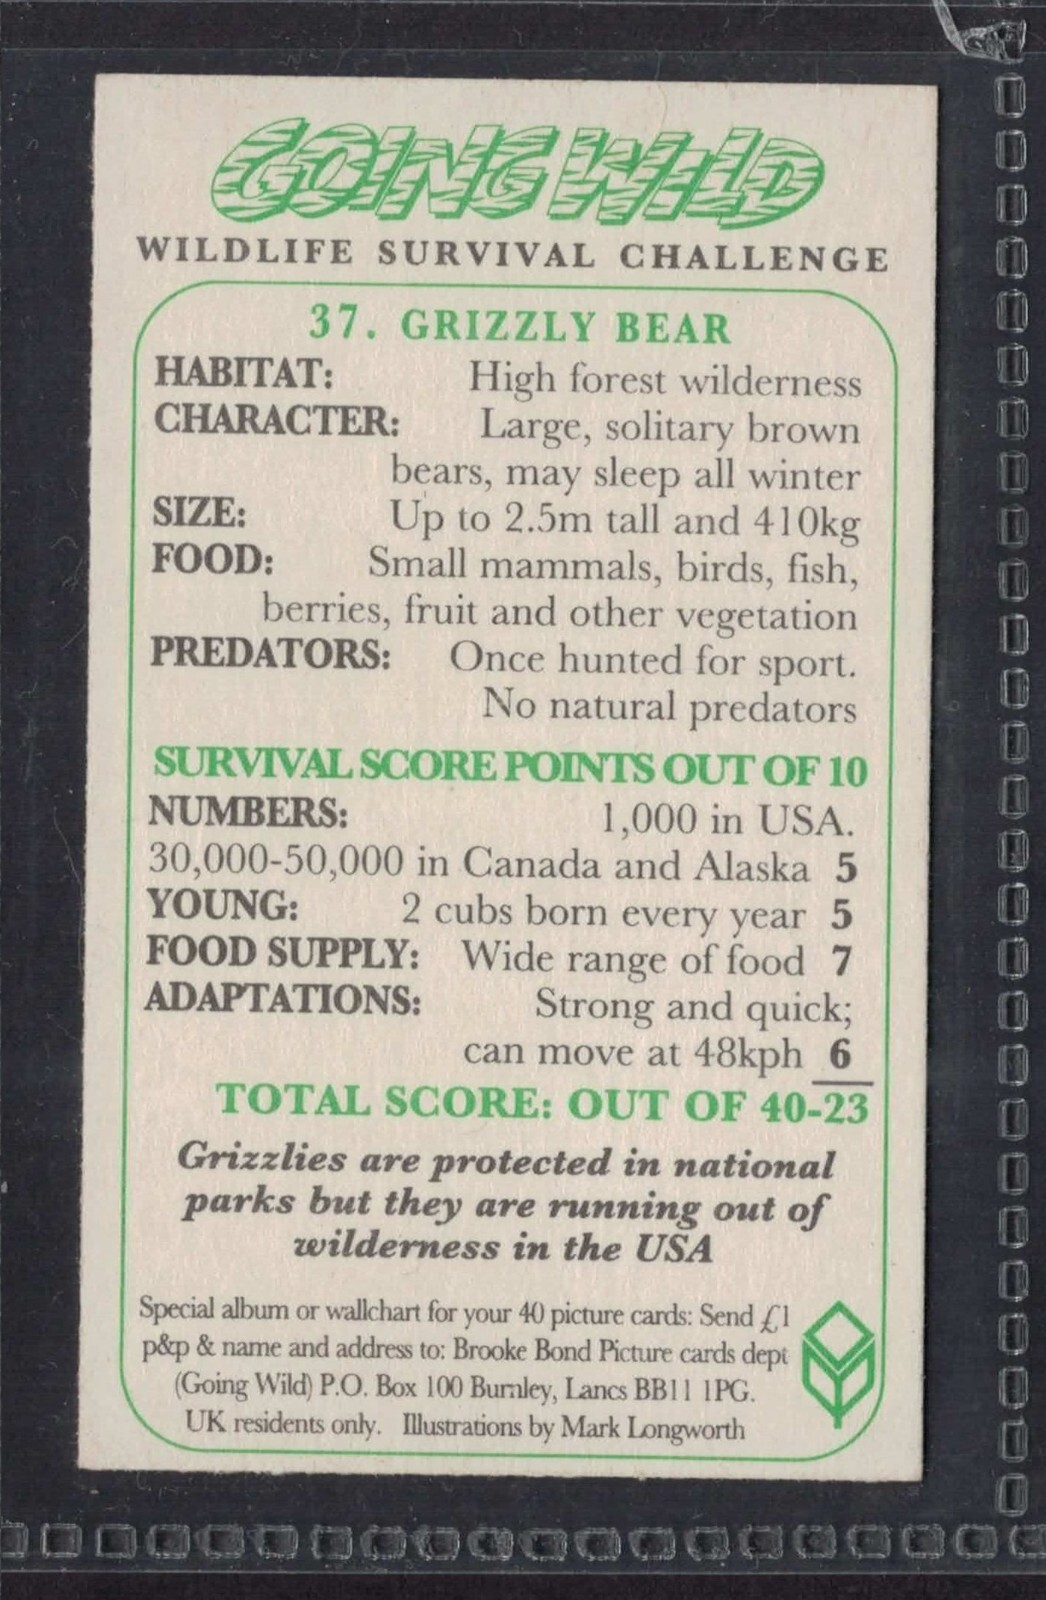 GOING WILD
WILDLIFE SURVIVAL CHALLENGE
37. GRIZZLY BEAR
HABITAT: High forest wilderness
CHARACTER: Large, solitary brown
bears, may sleep all winter
SIZE: Up to 2.5m tall and 410kg
FOOD: Small mammals, birds, fish,
berries, fruit and other vegetation
PREDATORS: Once hunted for sport.
No natural predators
SURVIVAL SCORE POINTS OUT OF 10
NUMBERS: 1,000 in USA.
30,000-50,000 in Canada and Alaska 5
YOUNG: 2 cubs born every year 5
FOOD SUPPLY: Wide range of food 7
ADAPTATIONS: Strong and quick;
can move at 48kph 6
TOTAL SCORE: OUT OF 40-23
Grizzlies are protected in national
parks but they are running out of
wilderness in the USA
Special album or wallchart for your 40 picture cards: Send £1
p&p & name and address to: Brooke Bond Picture cards dept
(Going Wild) P.O. Box 100 Burnley, Lancs BB11 1PG.
UK residents only. Illustrations by Mark Longworth